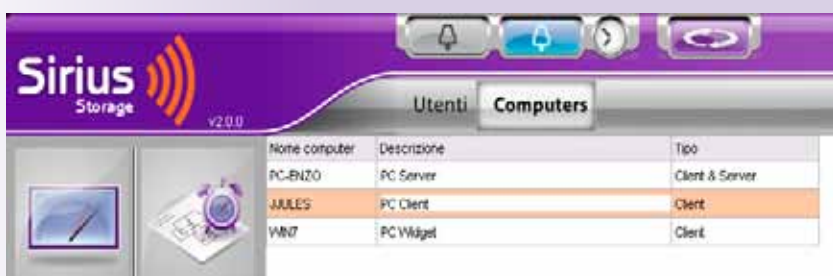 Sirius
Storage
v2.0.0
Utenti Computers
Nome computer Descrizione Tipo
PC-ENZO PC Server Client & Server
JJULES PC Client Client
WIN7 PC Widget Client